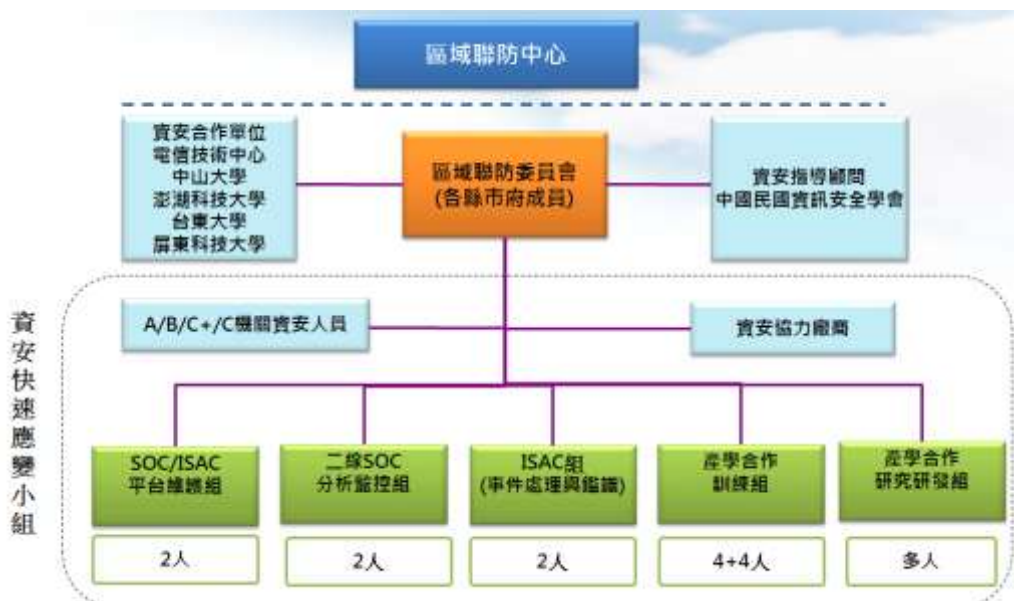 區域聯防中心
資安合作單位
電信技術中心
中山大學
澎湖科技大學
台東大學
屏東科技大學
區域聯防委員會
(各縣市府成員)
資安指導顧問
中國民國資訊安全學會
資安快速應變小組
A/B/C+/C機關資安人員
資安協力廠商
SOC/ISAC
平台維護組
二線SOC
分析監控組
ISAC組
(事件處理與鑑識)
產學合作
訓練組
產學合作
研究研發組
2人
2人
2人
4+4人
多人